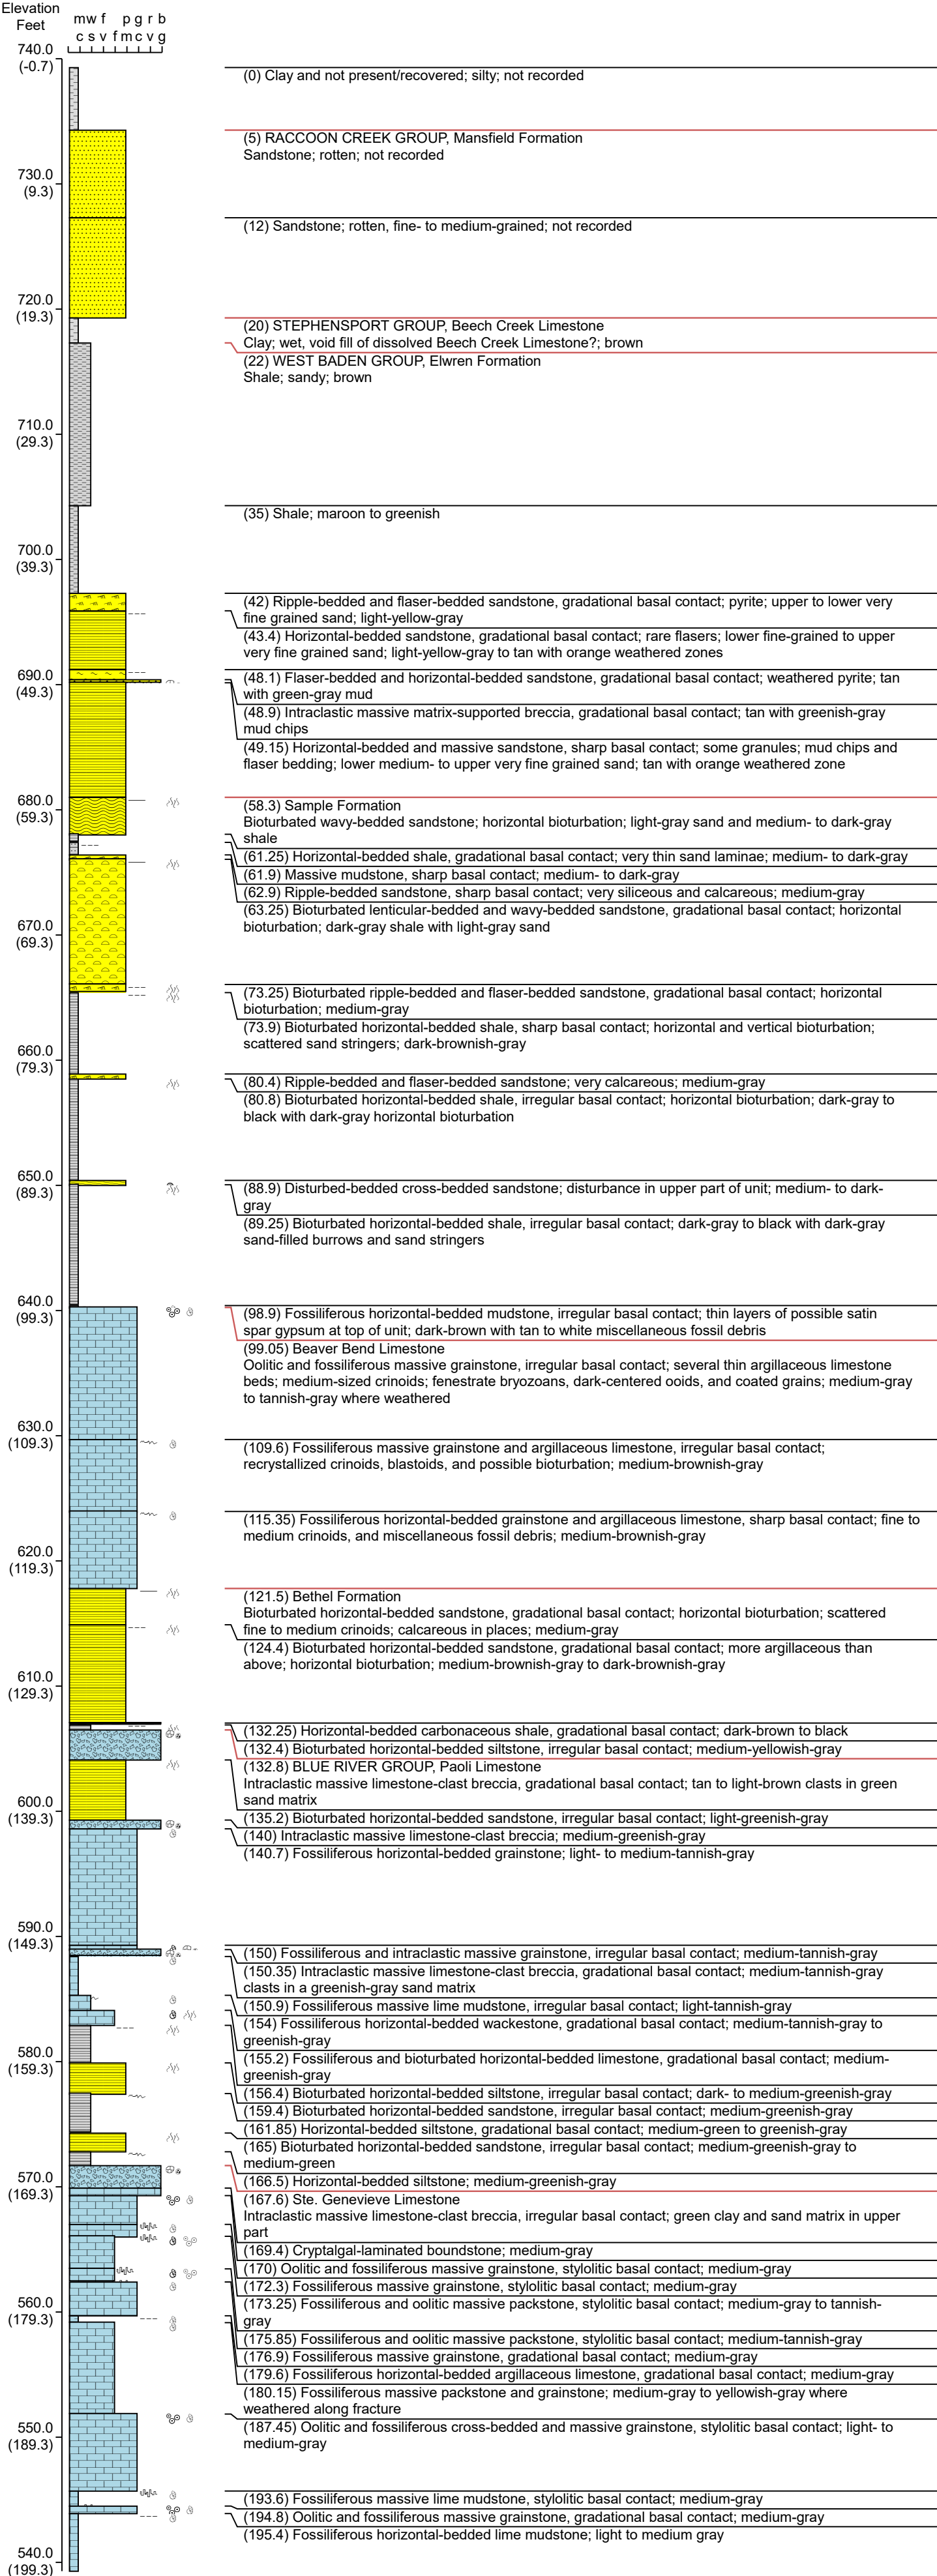 Elevation
Feet
m w f p g r b
c s v f m c v g
740.0
(-0.7)
(0) Clay and not present/recovered; silty; not recorded
(5) RACCOON CREEK GROUP, Mansfield Formation
Sandstone; rotten; not recorded
730.0
(9.3)
(12) Sandstone; rotten, fine- to medium-grained; not recorded
720.0
(19.3)
(20) STEPHENSPORT GROUP, Beech Creek Limestone
Clay; wet, void fill of dissolved Beech Creek Limestone?; brown
(22) WEST BADEN GROUP, Elwren Formation
Shale; sandy; brown
710.0
(29.3)
(35) Shale; maroon to greenish
700.0
(39.3)
(42) Ripple-bedded and flaser-bedded sandstone, gradational basal contact; pyrite; upper to lower very
fine grained sand; light-yellow-gray
(43.4) Horizontal-bedded sandstone, gradational basal contact; rare flasers; lower fine-grained to upper
very fine grained sand; light-yellow-gray to tan with orange weathered zones
690.0
(49.3)
(48.1) Flaser-bedded and horizontal-bedded sandstone, gradational basal contact; weathered pyrite; tan
with green-gray mud
(48.9) Intraclastic massive matrix-supported breccia, gradational basal contact; tan with greenish-gray
mud chips
(49.15) Horizontal-bedded and massive sandstone, sharp basal contact; some granules; mud chips and
flaser bedding; lower medium- to upper very fine grained sand; tan with orange weathered zone
680.0
(59.3)
(58.3) Sample Formation
Bioturbated wavy-bedded sandstone; horizontal bioturbation; light-gray sand and medium- to dark-gray
shale
(61.25) Horizontal-bedded shale, gradational basal contact; very thin sand laminae; medium- to dark-gray
(61.9) Massive mudstone, sharp basal contact; medium- to dark-gray
(62.9) Ripple-bedded sandstone, sharp basal contact; very siliceous and calcareous; medium-gray
(63.25) Bioturbated lenticular-bedded and wavy-bedded sandstone, gradational basal contact; horizontal
bioturbation; dark-gray shale with light-gray sand
670.0
(69.3)
(73.25) Bioturbated ripple-bedded and flaser-bedded sandstone, gradational basal contact; horizontal
bioturbation; medium-gray
(73.9) Bioturbated horizontal-bedded shale, sharp basal contact; horizontal and vertical bioturbation;
scattered sand stringers; dark-brownish-gray
660.0
(79.3)
(80.4) Ripple-bedded and flaser-bedded sandstone; very calcareous; medium-gray
(80.8) Bioturbated horizontal-bedded shale, irregular basal contact; horizontal bioturbation; dark-gray to
black with dark-gray horizontal bioturbation
650.0
(89.3)
(88.9) Disturbed-bedded cross-bedded sandstone; disturbance in upper part of unit; medium- to dark-
gray
(89.25) Bioturbated horizontal-bedded shale, irregular basal contact; dark-gray to black with dark-gray
sand-filled burrows and sand stringers
640.0
(99.3)
(98.9) Fossiliferous horizontal-bedded mudstone, irregular basal contact; thin layers of possible satin
spar gypsum at top of unit; dark-brown with tan to white miscellaneous fossil debris
(99.05) Beaver Bend Limestone
Oolitic and fossiliferous massive grainstone, irregular basal contact; several thin argillaceous limestone
beds; medium-sized crinoids; fenestrate bryozoans, dark-centered ooids, and coated grains; medium-gray
to tannish-gray where weathered
630.0
(109.3)
(109.6) Fossiliferous massive grainstone and argillaceous limestone, irregular basal contact;
recrystallized crinoids, blastoids, and possible bioturbation; medium-brownish-gray
(115.35) Fossiliferous horizontal-bedded grainstone and argillaceous limestone, sharp basal contact; fine to
medium crinoids, and miscellaneous fossil debris; medium-brownish-gray
620.0
(119.3)
(121.5) Bethel Formation
Bioturbated horizontal-bedded sandstone, gradational basal contact; horizontal bioturbation; scattered
fine to medium crinoids; calcareous in places; medium-gray
(124.4) Bioturbated horizontal-bedded sandstone, gradational basal contact; more argillaceous than
above; horizontal bioturbation; medium-brownish-gray to dark-brownish-gray
610.0
(129.3)
(132.25) Horizontal-bedded carbonaceous shale, gradational basal contact; dark-brown to black
(132.4) Bioturbated horizontal-bedded siltstone, irregular basal contact; medium-yellowish-gray
(132.8) BLUE RIVER GROUP, Paoli Limestone
Intraclastic massive limestone-clast breccia, gradational basal contact; tan to light-brown clasts in green
sand matrix
600.0
(139.3)
(135.2) Bioturbated horizontal-bedded sandstone, irregular basal contact; light-greenish-gray
(140) Intraclastic massive limestone-clast breccia; medium-greenish-gray
(140.7) Fossiliferous horizontal-bedded grainstone; light- to medium-tannish-gray
590.0
(149.3)
(150) Fossiliferous and intraclastic massive grainstone, irregular basal contact; medium-tannish-gray
(150.35) Intraclastic massive limestone-clast breccia, gradational basal contact; medium-tannish-gray
clasts in a greenish-gray sand matrix
(150.9) Fossiliferous massive lime mudstone, irregular basal contact; light-tannish-gray
(154) Fossiliferous horizontal-bedded wackestone, gradational basal contact; medium-tannish-gray to
greenish-gray
580.0
(159.3)
(155.2) Fossiliferous and bioturbated horizontal-bedded limestone, gradational basal contact; medium-
greenish-gray
(156.4) Bioturbated horizontal-bedded siltstone, irregular basal contact; dark- to medium-greenish-gray
(159.4) Bioturbated horizontal-bedded sandstone, irregular basal contact; medium-greenish-gray
(161.85) Horizontal-bedded siltstone, gradational basal contact; medium-green to greenish-gray
(165) Bioturbated horizontal-bedded sandstone, irregular basal contact; medium-greenish-gray to
medium-green
570.0
(169.3)
(166.5) Horizontal-bedded siltstone; medium-greenish-gray
(167.6) Ste. Genevieve Limestone
Intraclastic massive limestone-clast breccia, irregular basal contact; green clay and sand matrix in upper
part
(169.4) Cryptalgal-laminated boundstone; medium-gray
(170) Oolitic and fossiliferous massive grainstone, stylolitic basal contact; medium-gray
(172.3) Fossiliferous massive grainstone, stylolitic basal contact; medium-gray
560.0
(179.3)
(173.25) Fossiliferous and oolitic massive packstone, stylolitic basal contact; medium-gray to tannish-
gray
(175.85) Fossiliferous and oolitic massive packstone, stylolitic basal contact; medium-tannish-gray
(176.9) Fossiliferous massive grainstone, gradational basal contact; medium-gray
(179.6) Fossiliferous horizontal-bedded argillaceous limestone, gradational basal contact; medium-gray
(180.15) Fossiliferous massive packstone and grainstone; medium-gray to yellowish-gray where
weathered along fracture
550.0
(189.3)
(187.45) Oolitic and fossiliferous cross-bedded and massive grainstone, stylolitic basal contact; light- to
medium-gray
(193.6) Fossiliferous massive lime mudstone, stylolitic basal contact; medium-gray
(194.8) Oolitic and fossiliferous massive grainstone, gradational basal contact; medium-gray
(195.4) Fossiliferous horizontal-bedded lime mudstone; light to medium gray
540.0
(199.3)